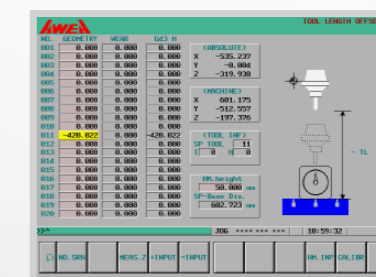 AWEA
TOOL LENGTH OFFSE
NO. GEOMETRY WEAR G43 H
001 0.000 0.000 0.000
002 0.000 0.000 0.000
003 0.000 0.000 0.000
004 0.000 0.000 0.000
005 0.000 0.000 0.000
006 0.000 0.000 0.000
007 0.000 0.000 0.000
008 0.000 0.000 0.000
009 0.000 0.000 0.000
010 0.000 0.000 0.000
011 -420.822 0.000 -420.822
012 0.000 0.000 0.000
013 0.000 0.000 0.000
014 0.000 0.000 0.000
015 0.000 0.000 0.000
016 0.000 0.000 0.000
017 0.000 0.000 0.000
018 0.000 0.000 0.000
019 0.000 0.000 0.000
020 0.000 0.000 0.000
(ABSOLUTE)
X -535.237
Y -0.004
Z -319.930
(MACHINE)
X 601.175
Y -512.557
Z -197.376
(TOOL INF)
SP TOOL 11
T 0 H 0
HM.height
50.000 mm
SP-Base Dis.
602.723 mm
- TL
>>^
JOG **** *** *** 10:59:32
NO.SRH MEAS.Z +INPUT =INPUT HM.INP CALIBR